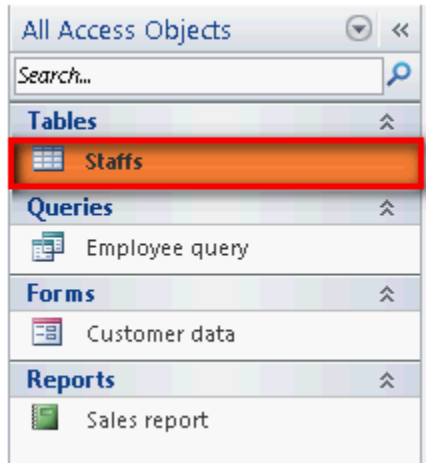 All Access Objects
Search...
Tables
Staffs
Queries
Employee query
Forms
Customer data
Reports
Sales report